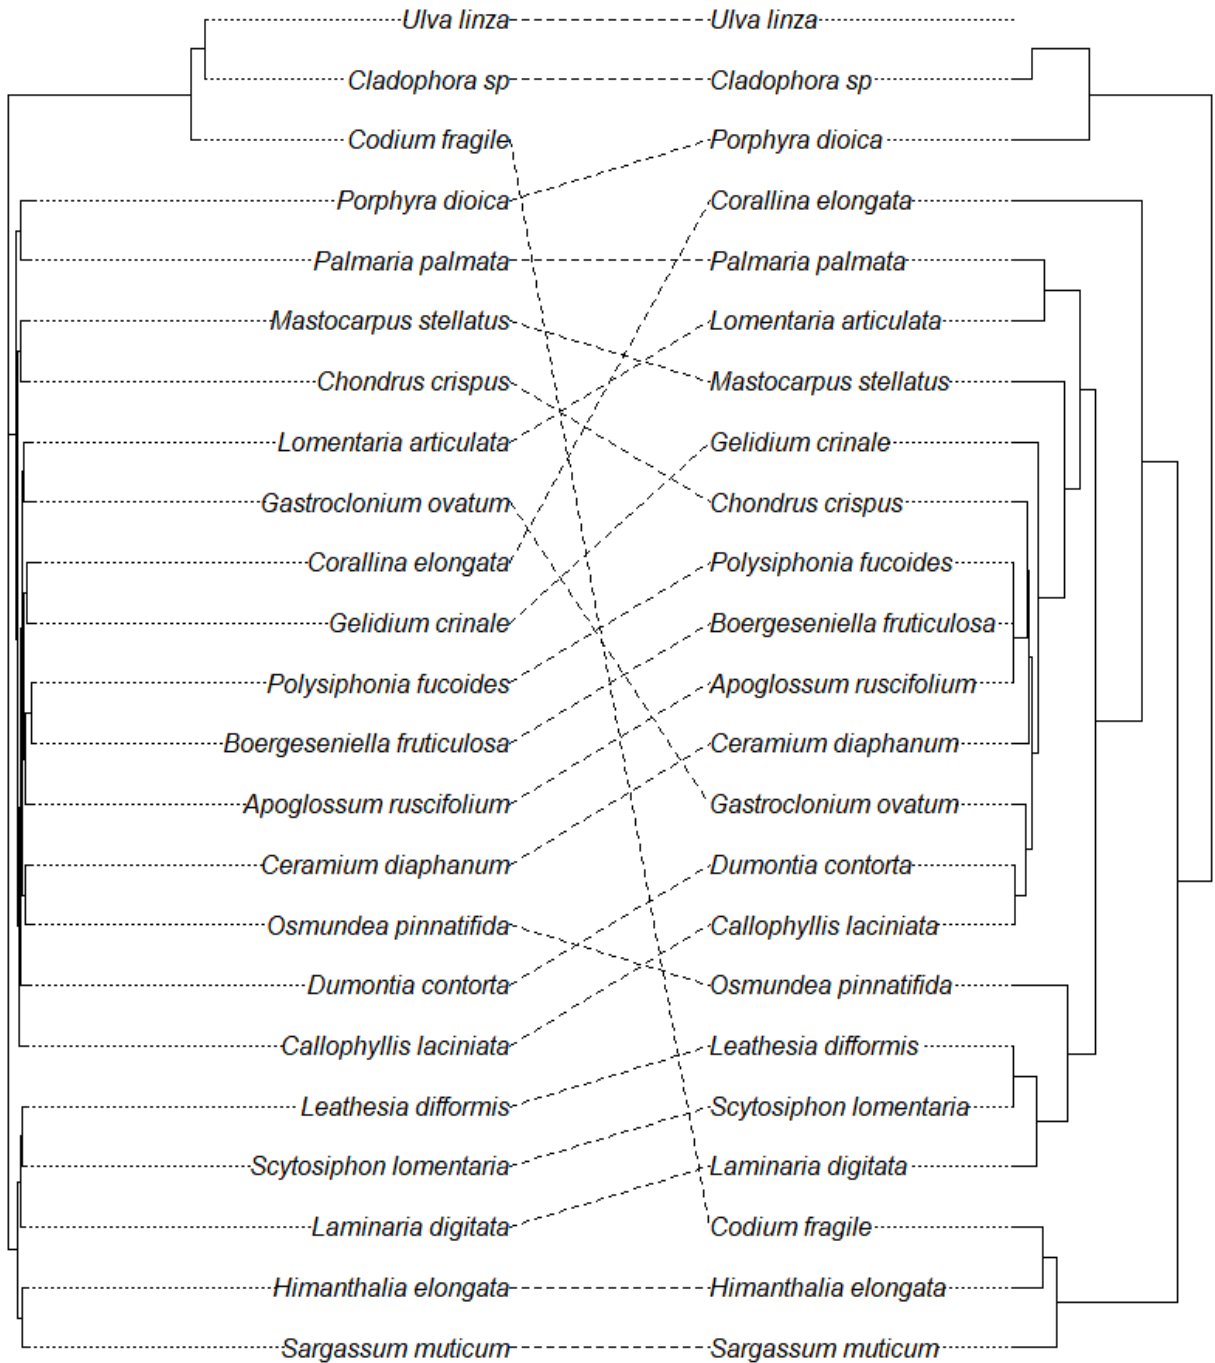 Ulva linza Ulva linza
Cladophora sp Cladophora sp
Codium fragile Porphyra dioica
Porphyra dioica Corallina elongata
Palmaria palmata Palmaria palmata
Mastocarpus stellatus Lomentaria articulata
Chondrus crispus Mastocarpus stellatus
Lomentaria articulata Gelidium crinale
Gastroclonium ovatum Chondrus crispus
Corallina elongata Polysiphonia fucoides
Gelidium crinale Boergeseniella fruticulosa
Polysiphonia fucoides Apoglossum ruscifolium
Boergeseniella fruticulosa Ceramium diaphanum
Apoglossum ruscifolium Gastroclonium ovatum
Ceramium diaphanum Dumontia contorta
Osmundea pinnatifida Callophyllis laciniata
Dumontia contorta Osmundea pinnatifida
Callophyllis laciniata Leathesia difformis
Leathesia difformis Scytosiphon lomentaria
Scytosiphon lomentaria Laminaria digitata
Laminaria digitata Codium fragile
Himanthalia elongata Himanthalia elongata
Sargassum muticum Sargassum muticum